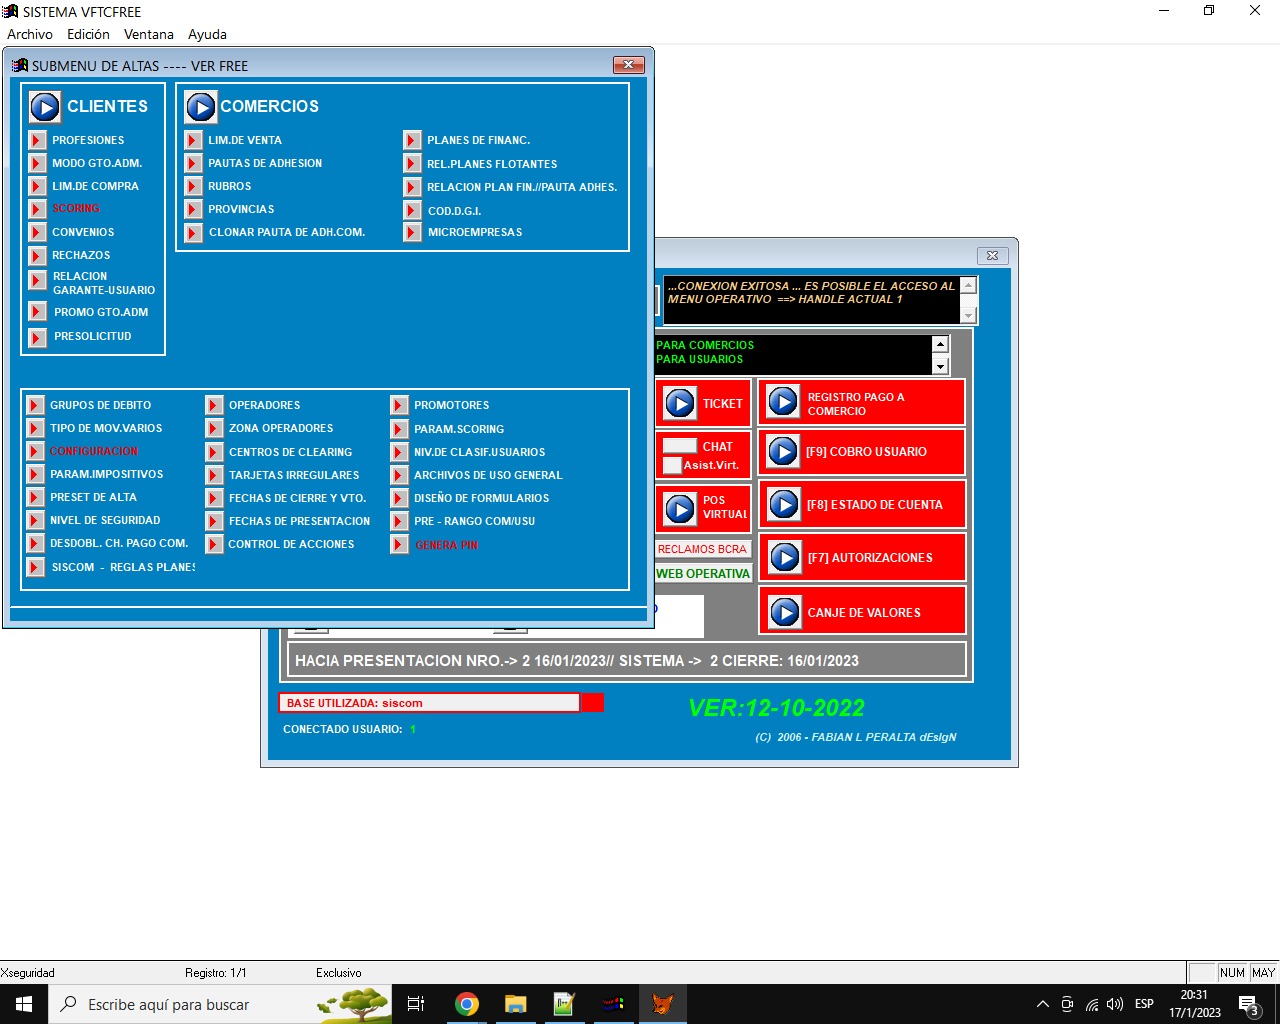 SISTEMA VFTCFREE
Archivo Edición Ventana Ayuda
SUBMENU DE ALTAS ---- VER FREE
CLIENTES
PROFESIONES
MODO GTO.ADM.
LIM.DE COMPRA
SCORING
CONVENIOS
RECHAZOS
RELACION
GARANTE-USUARIO
PROMO GTO.ADM
PRESOLICITUD
COMERCIOS
LIM.DE VENTA
PAUTAS DE ADHESION
RUBROS
PROVINCIAS
CLONAR PAUTA DE ADH.COM.
PLANES DE FINANC.
REL.PLANES FLOTANTES
RELACION PLAN FIN.//PAUTA ADHES.
COD.D.G.I.
MICROEMPRESAS
GRUPOS DE DEBITO
TIPO DE MOV.VARIOS
CONFIGURACION
PARAM.IMPOSITIVOS
PRESET DE ALTA
NIVEL DE SEGURIDAD
DESDOBL. CH. PAGO COM.
SISCOM - REGLAS PLANES
OPERADORES
ZONA OPERADORES
CENTROS DE CLEARING
TARJETAS IRREGULARES
FECHAS DE CIERRE Y VTO.
FECHAS DE PRESENTACION
CONTROL DE ACCIONES
PROMOTORES
PARAM.SCORING
NIV.DE CLASIF.USUARIOS
ARCHIVOS DE USO GENERAL
DISEÑO DE FORMULARIOS
PRE - RANGO COM/USU
GENERA PIN
...CONEXION EXITOSA ... ES POSIBLE EL ACCESO AL
MENU OPERATIVO ==> HANDLE ACTUAL 1
PARA COMERCIOS
PARA USUARIOS
TICKET
CHAT
Asist.Virt.
POS
VIRTUAL
RECLAMOS BCRA
WEB OPERATIVA
REGISTRO PAGO A
COMERCIO
[F9] COBRO USUARIO
[F8] ESTADO DE CUENTA
[F7] AUTORIZACIONES
CANJE DE VALORES
HACIA PRESENTACION NRO.-> 2 16/01/2023// SISTEMA -> 2 CIERRE: 16/01/2023
BASE UTILIZADA: siscom
VER:12-10-2022
CONECTADO USUARIO: 1
(C) 2006 - FABIAN L PERALTA dEsIgN
Xseguridad Registro: 1/1 Exclusivo NUM MAY
Escribe aquí para buscar
ESP
20:31
17/1/2023
3